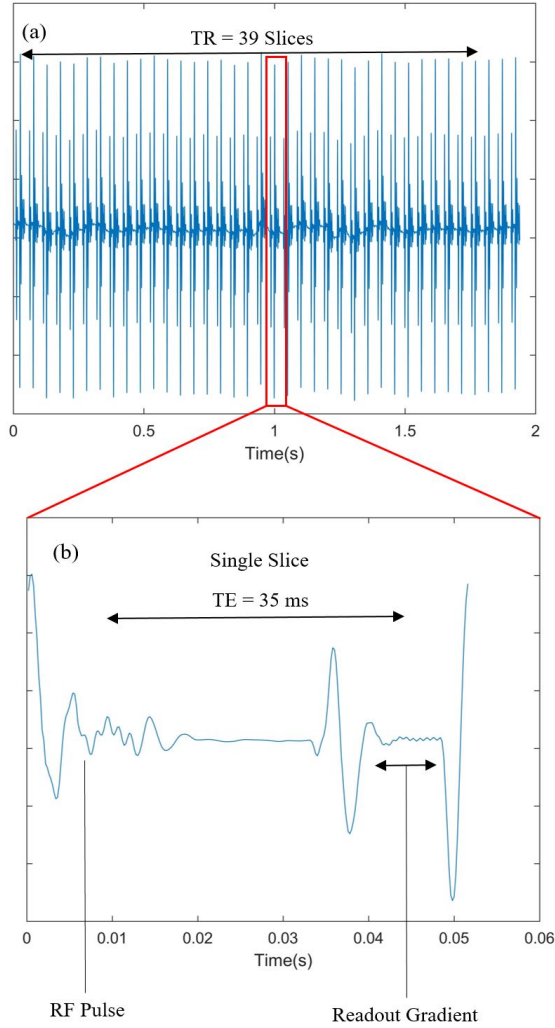 (a)
TR = 39 Slices
0
0.5
1
1.5
2
Time(s)
(b)
Single Slice
TE = 35 ms
0
0.01
0.02
0.03
0.04
0.05
0.06
Time(s)
RF Pulse
Readout Gradient